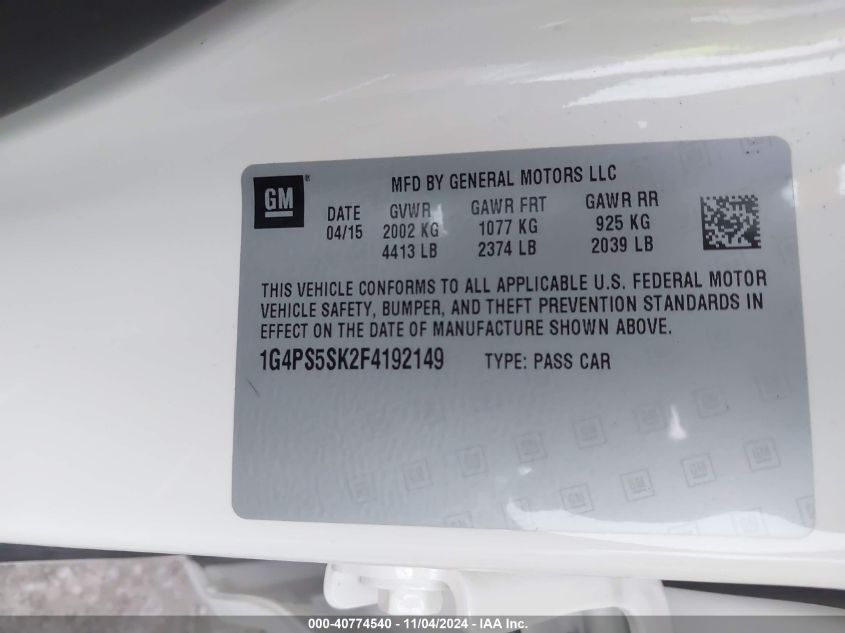 GM ®
MFD BY GENERAL MOTORS LLC
DATE GVWR GAWR FRT GAWR RR
04/15 2002 KG 1077 KG 925 KG
4413 LB 2374 LB 2039 LB
THIS VEHICLE CONFORMS TO ALL APPLICABLE U.S. FEDERAL MOTOR
VEHICLE SAFETY, BUMPER, AND THEFT PREVENTION STANDARDS IN
EFFECT ON THE DATE OF MANUFACTURE SHOWN ABOVE.
1G4PS5SK2F4192149 TYPE: PASS CAR
000-40774540 - 11/04/2024 - IAA Inc.